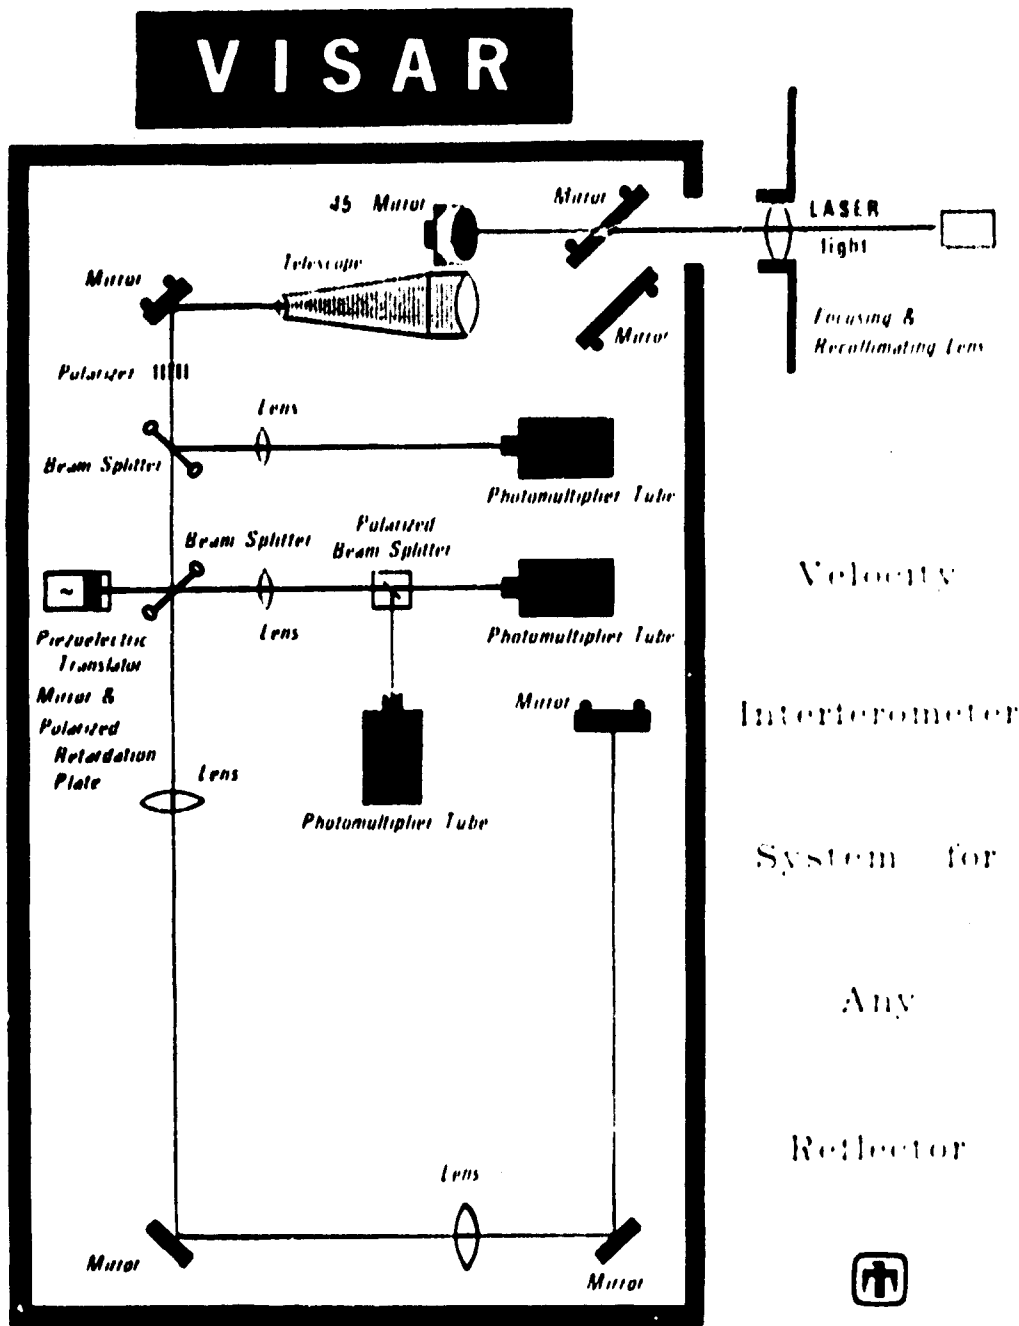 VISAR
45 Mirror
Mirror
LASER
light
Focusing &
Recollimating Lens
Telescope
Mirror
Mirror
Polarizer
Lens
Beam Splitter
Photomultiplier Tube
Beam Splitter
Polarized
Beam Splitter
~
Lens
Photomultiplier Tube
Piezoelectric
Translator
Mirror &
Polarized
Retardation
Plate
Mirror
Lens
Photomultiplier Tube
Velocity
Interferometer
System for
Any
Reflector
Lens
Mirror
Mirror